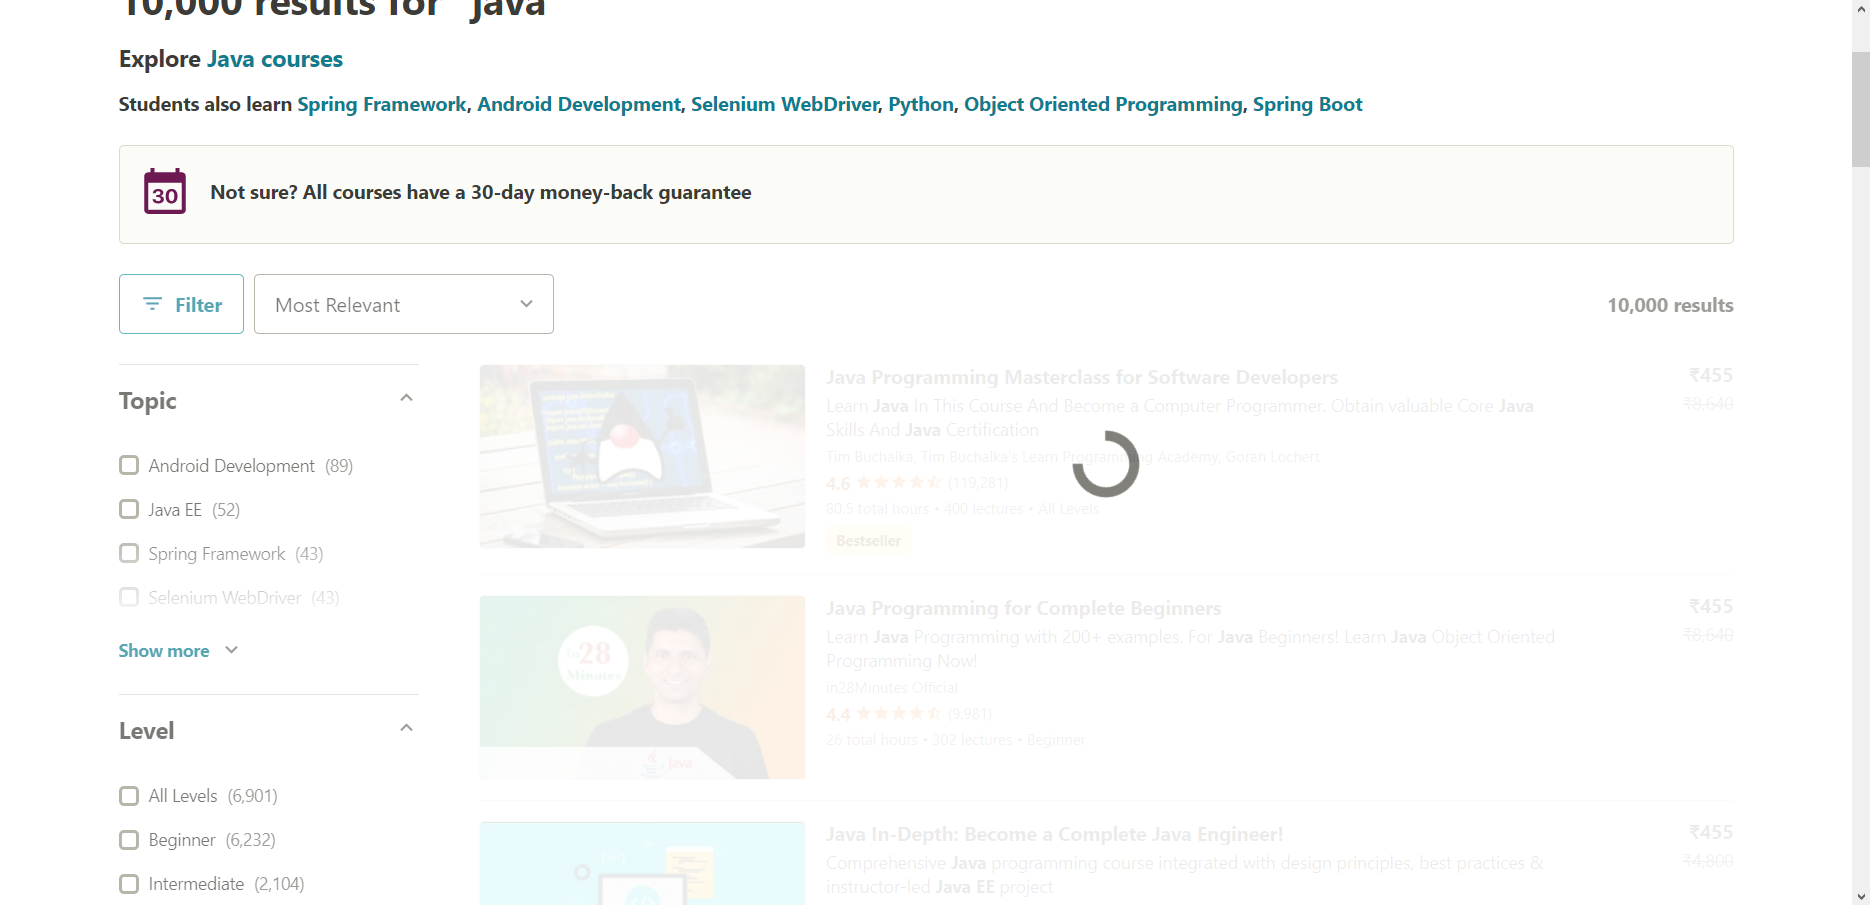 10,000 results for "java"
Explore Java courses
Students also learn Spring Framework, Android Development, Selenium WebDriver, Python, Object Oriented Programming, Spring Boot
30
Not sure? All courses have a 30-day money-back guarantee
Filter
Most Relevant
10,000 results
Topic
Android Development (89)
Java EE (52)
Spring Framework (43)
Selenium WebDriver (43)
Show more
Level
All Levels (6,901)
Beginner (6,232)
Intermediate (2,104)
Java Programming Masterclass for Software Developers
₹455
Learn Java In This Course And Become a Computer Programmer. Obtain valuable Core Java
₹8,640
Skills And Java Certification
Tim Buchalka, Tim Buchalka's Learn Programming Academy, Goran Lochert
4.6 (119,281)
80.5 total hours • 400 lectures • All Levels
Bestseller
in28
Minutes
Java
Java Programming for Complete Beginners
₹455
Learn Java Programming with 200+ examples. For Java Beginners! Learn Java Object Oriented
₹8,640
Programming Now!
in28Minutes Official
4.4 (9,981)
26 total hours • 302 lectures • Beginner
Java In-Depth: Become a Complete Java Engineer!
₹455
Comprehensive Java programming course integrated with design principles, best practices &
₹4,800
instructor-led Java EE project